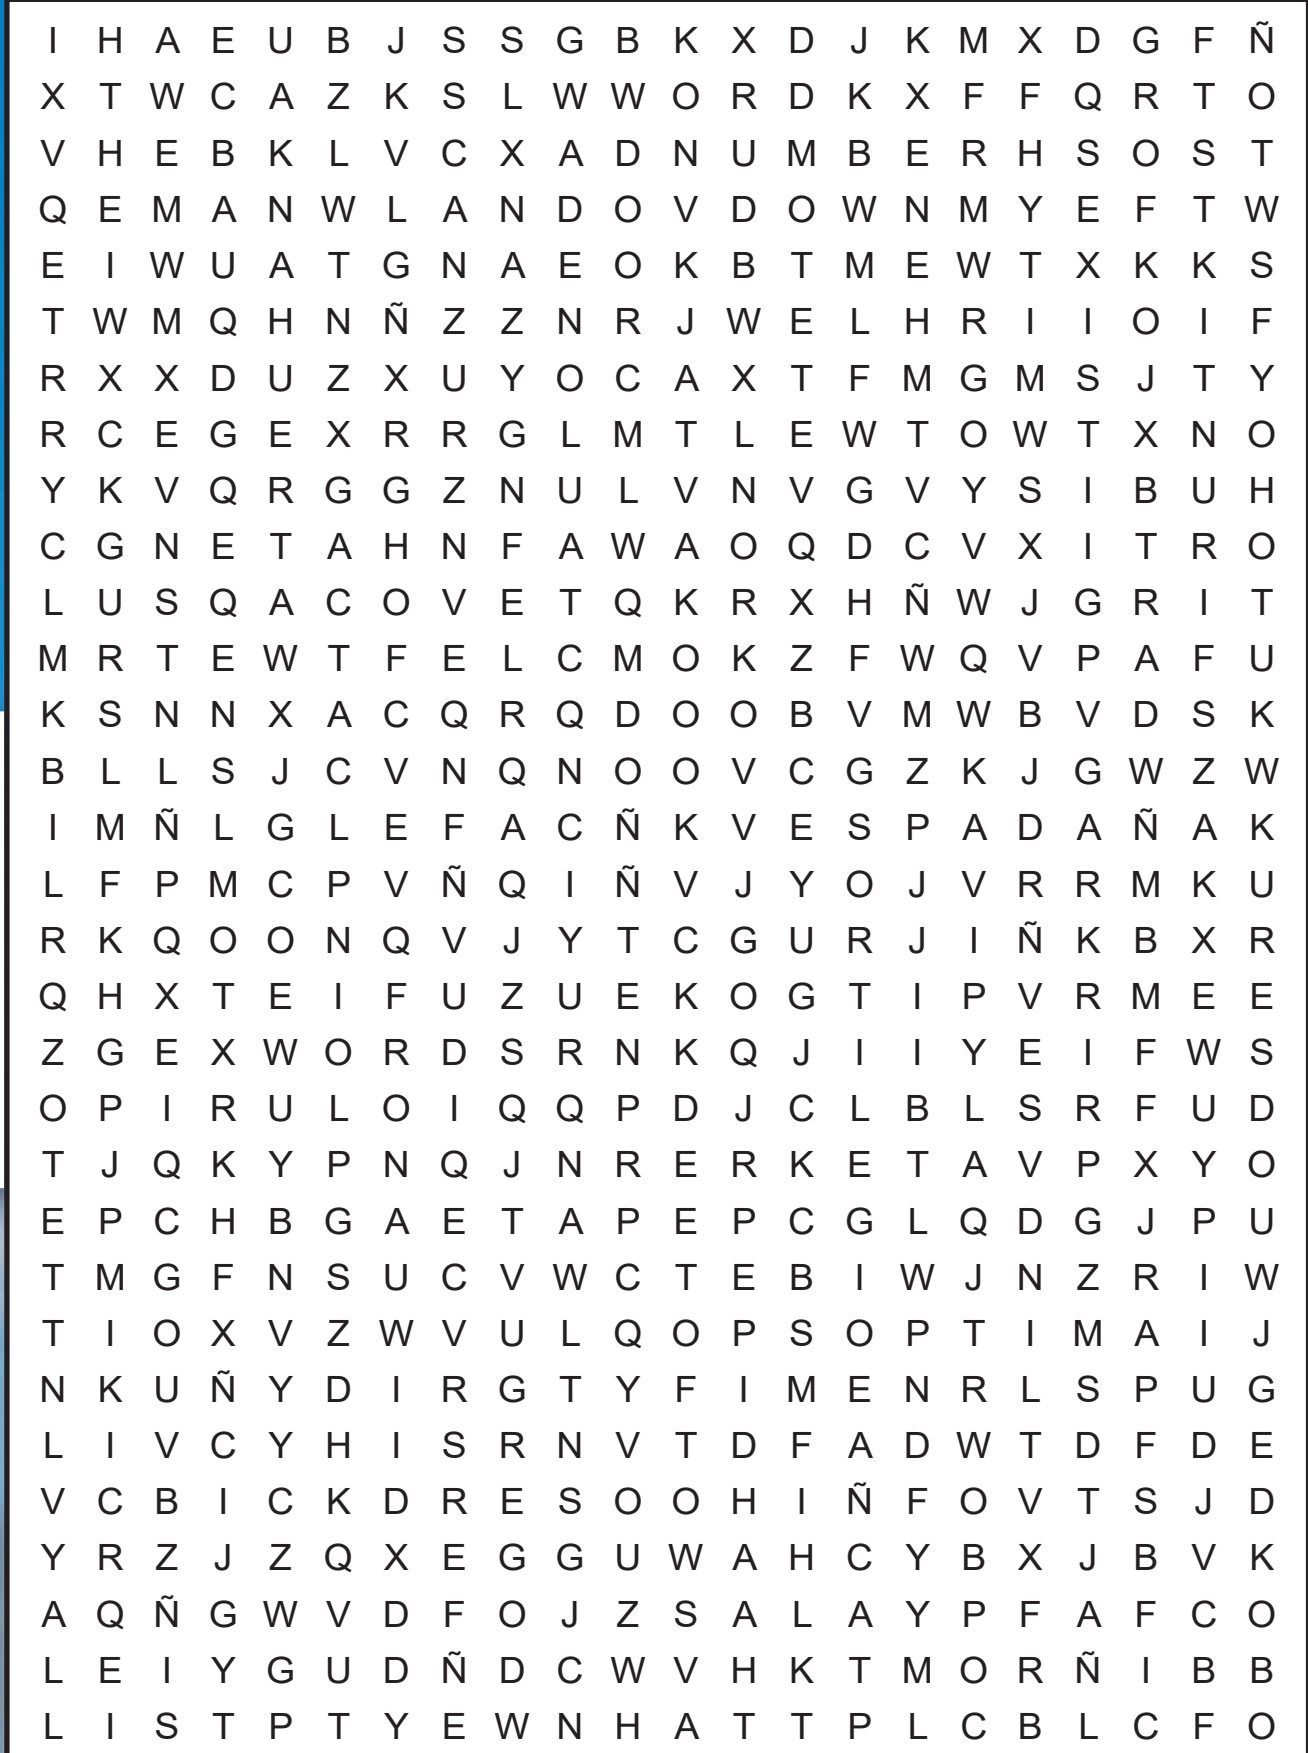 I H A E U B J S S G B K X D J K M X D G F Ñ
X T W C A Z K S L W W O R D K X F F Q R T O
V H E B K L V C X A D N U M B E R H S O S T
Q E M A N W L A N D O V D O W N M Y E F T W
E I W U A T G N A E O K B T M E W T X K K S
T W M Q H N Ñ Z Z N R J W E L H R I I O I F
R X X D U Z X U Y O C A X T F M G M S J T Y
R C E G E X R R G L M T L E W T O W T X N O
Y K V Q R G G Z N U L V N V G V Y S I B U H
C G N E T A H N F A W A O Q D C V X I T R O
L U S Q A C O V E T Q K R X H Ñ W J G R I T
M R T E W T F E L C M O K Z F W Q V P A F U
K S N N X A C Q R Q D O O B V M W B V D S K
B L L S J C V N Q N O O V C G Z K J G W Z W
I M Ñ L G L E F A C Ñ K V E S P A D A Ñ A K
L F P M C P V Ñ Q I Ñ V J Y O J V R R M K U
R K Q O O N Q V J Y T C G U R J I Ñ K B X R
Q H X T E I F U Z U E K O G T I P V R M E E
Z G E X W O R D S R N K Q J I I Y E I F W S
O P I R U L O I Q Q P D J C L B L S R F U D
T J Q K Y P N Q J N R E R K E T A V P X Y O
E P C H B G A E T A P E P C G L Q D G J P U
T M G F N S U C V W C T E B I W J N Z R I W
T I O X V Z W V U L Q O P S O P T I M A I J
N K U Ñ Y D I R G T Y F I M E N R L S P U G
L I V C Y H I S R N V T D F A D W T D F D E
V C B I C K D R E S O O H I Ñ F O V T S J D
Y R Z J Z Q X E G G U W A H C Y B X J B V K
A Q Ñ G W V D F O J Z S A L A Y P F A F C O
L E I Y G U D Ñ D C W V H K T M O R Ñ I B B
L I S T P T Y E W N H A T T P L C B L C F O